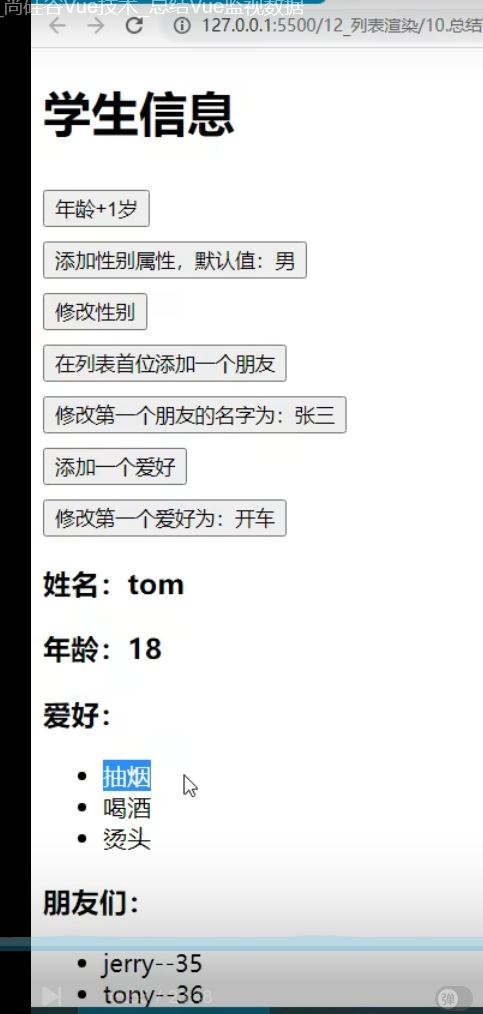 _尚硅谷Vue技术_总结Vue监视数据
127.0.0.1:5500/12_列表渲染/10.总结
学生信息
年龄+1岁
添加性别属性，默认值：男
修改性别
在列表首位添加一个朋友
修改第一个朋友的名字为：张三
添加一个爱好
修改第一个爱好为：开车
姓名：tom
年龄：18
爱好：
抽烟
喝酒
烫头
朋友们：
jerry--35
tony--36
弹